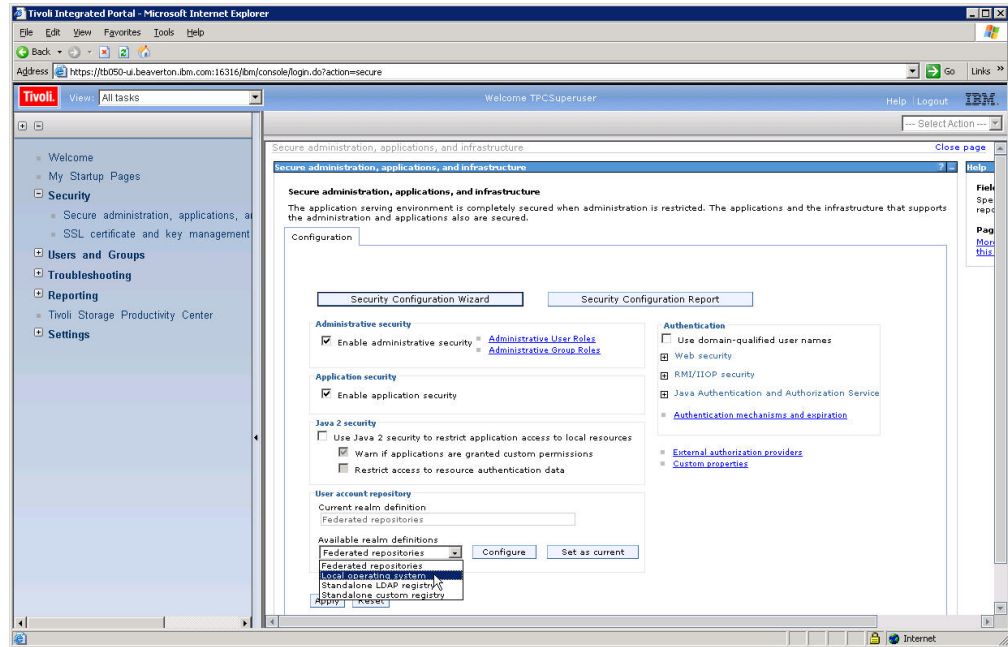 Tivoli Integrated Portal - Microsoft Internet Explorer
File Edit View Favorites Tools Help
Back
Address https://tb050-ui.beaverton.ibm.com:16316/ibm/console/login.do?action=secure Go Links »
Tivoli. View: All tasks Welcome TPCSuperuser Help Logout IBM.
--- Select Action ---
Welcome
My Startup Pages
Security
Secure administration, applications, a
SSL certificate and key management
Users and Groups
Troubleshooting
Reporting
Tivoli Storage Productivity Center
Settings
Secure administration, applications, and infrastructure Close page
Secure administration, applications, and infrastructure ? –
Secure administration, applications, and infrastructure
The application serving environment is completely secured when administration is restricted. The applications and the infrastructure that supports
the administration and applications also are secured.
Configuration
Security Configuration Wizard Security Configuration Report
Administrative security
Enable administrative security
Administrative User Roles
Administrative Group Roles
Application security
Enable application security
Java 2 security
Use Java 2 security to restrict application access to local resources
Warn if applications are granted custom permissions
Restrict access to resource authentication data
User account repository
Current realm definition
Federated repositories
Available realm definitions
Federated repositories Configure Set as current
Federated repositories
Local operating system
Standalone LDAP registry
Standalone custom registry
Apply Reset
Authentication
Use domain-qualified user names
Web security
RMI/IIOP security
Java Authentication and Authorization Service
Authentication mechanisms and expiration
External authorization providers
Custom properties
Help
Fiel
Spe
repo
Pag
More
this
Internet